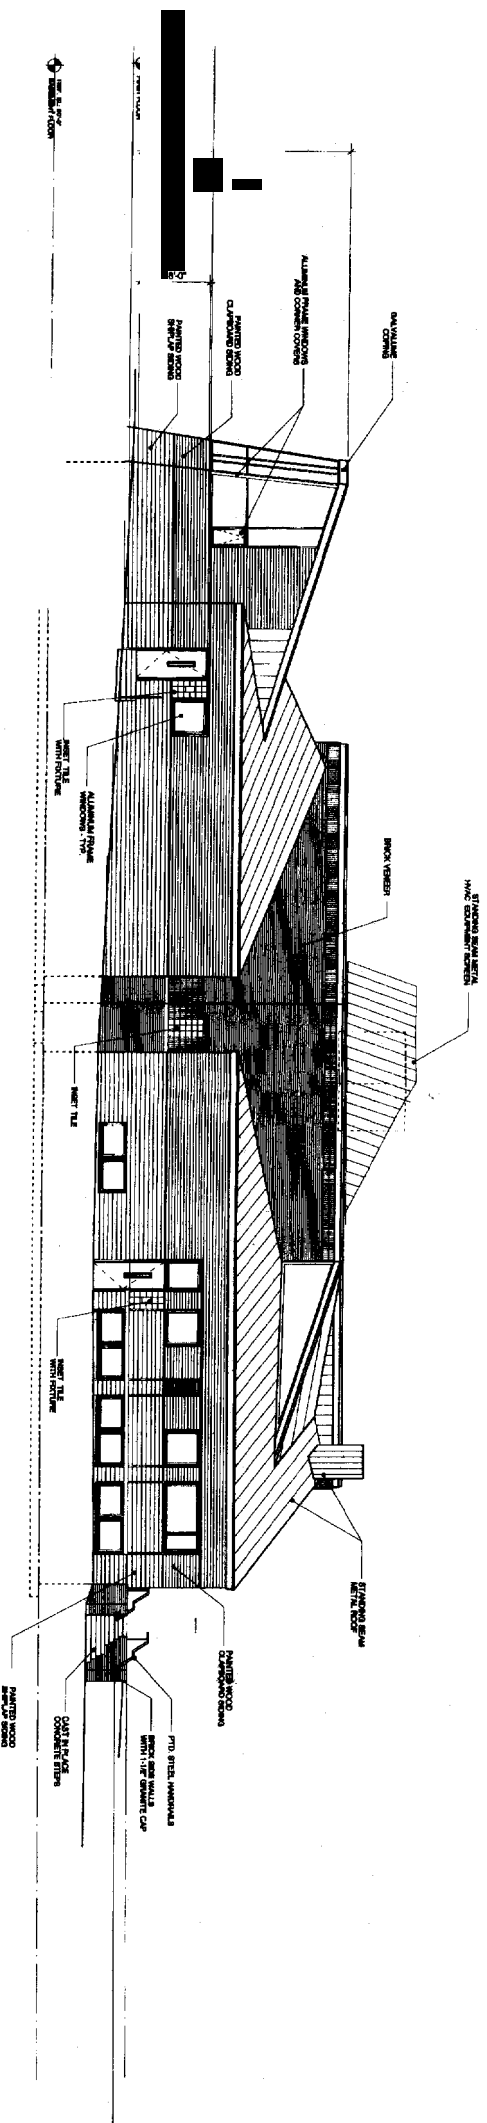 GALVALUME
COPING
ALUMINUM FRAME WINDOWS
AND CORNER COVERS
PAINTED WOOD
CLAPBOARD SIDING
PAINTED WOOD
SHIPLAP SIDING
FIRST FLOOR
BASEMENT FLOOR
STANDING SEAM METAL
HVAC EQUIPMENT SCREEN
BRICK VENEER
INSET TILE
WITH FIXTURE
ALUMINUM FRAME
WINDOWS - TYP.
INSET TILE
INSET TILE
WITH FIXTURE
STANDING SEAM
METAL ROOF
PAINTED WOOD
CLAPBOARD SIDING
PTD. STEEL HANDRAILS
BRICK SIDE WALLS
WITH 1-1/2" GRANITE CAP
CAST IN PLACE
CONCRETE STEPS
PAINTED WOOD
SHIPLAP SIDING